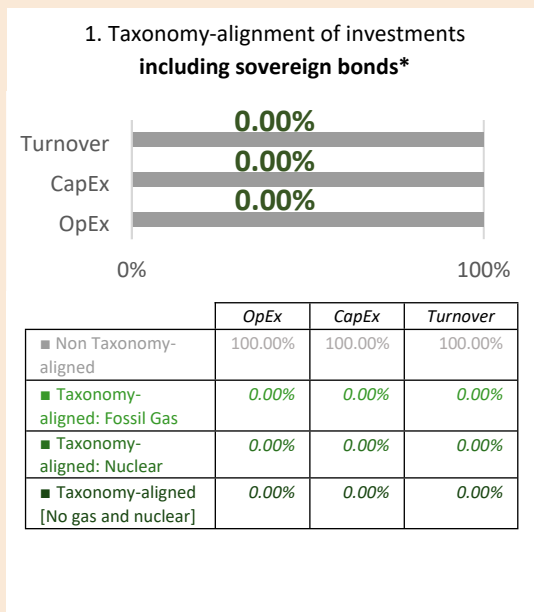 1. Taxonomy-alignment of investments
including sovereign bonds*
0.00%
Turnover
0.00%
CapEx
0.00%
OpEx
0% 100%
OpEx CapEx Turnover
■ Non Taxonomy-
aligned 100.00% 100.00% 100.00%
■ Taxonomy-
aligned: Fossil Gas 0.00% 0.00% 0.00%
■ Taxonomy-
aligned: Nuclear 0.00% 0.00% 0.00%
■ Taxonomy-aligned
[No gas and nuclear] 0.00% 0.00% 0.00%